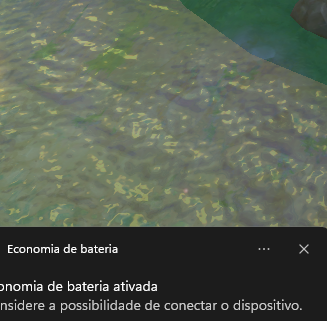 Economia de bateria
onomia de bateria ativada
nsidere a possibilidade de conectar o dispositivo.